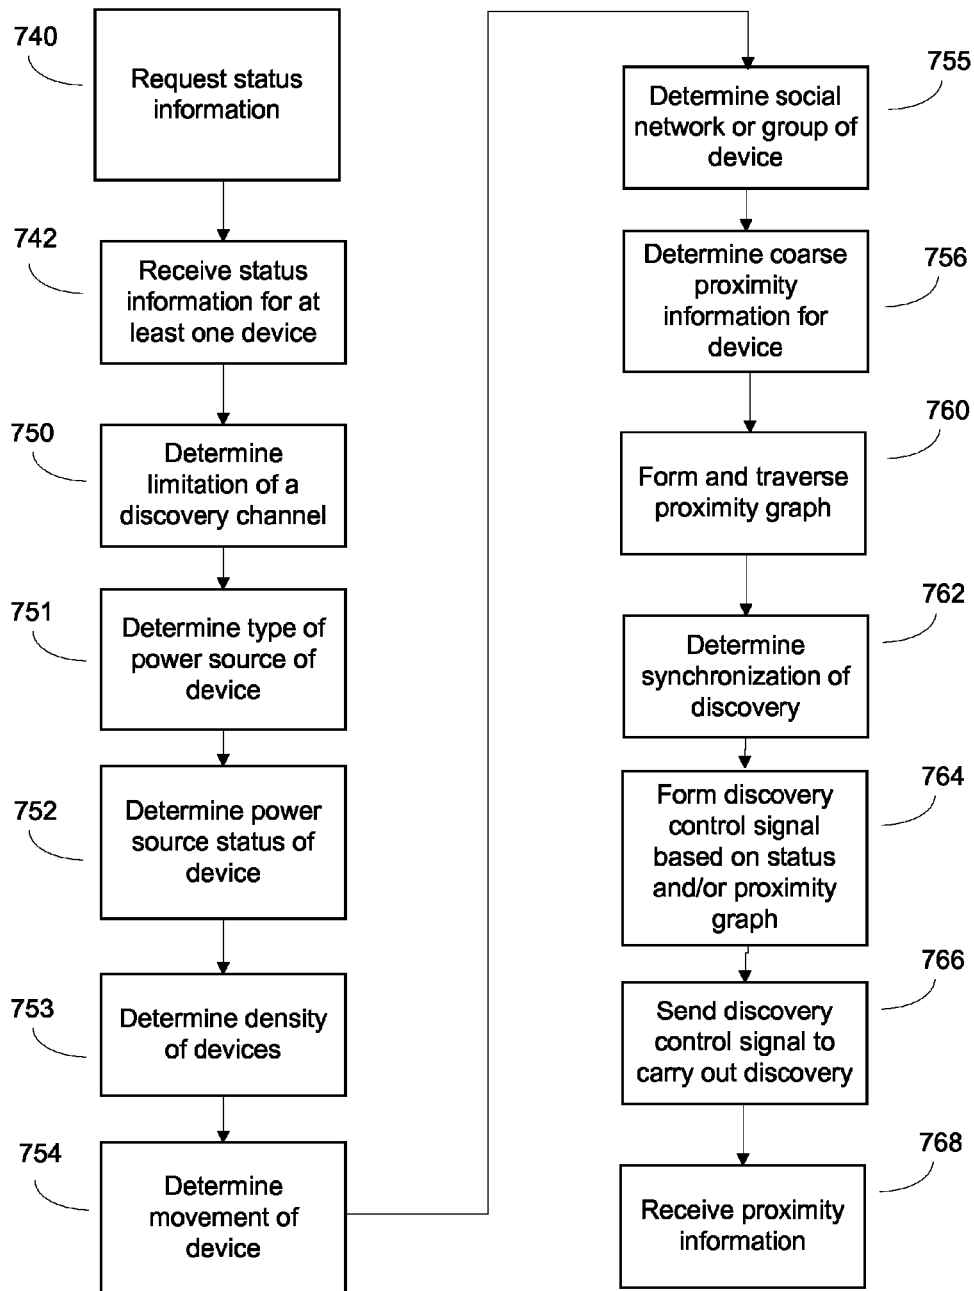 740
Request status
information
742
Receive status
information for at
least one device
750
Determine
limitation of a
discovery channel
751
Determine type of
power source of
device
752
Determine power
source status of
device
753
Determine density
of devices
754
Determine
movement of
device
755
Determine social
network or group of
device
756
Determine coarse
proximity
information for
device
760
Form and traverse
proximity graph
762
Determine
synchronization of
discovery
764
Form discovery
control signal
based on status
and/or proximity
graph
766
Send discovery
control signal to
carry out discovery
768
Receive proximity
information